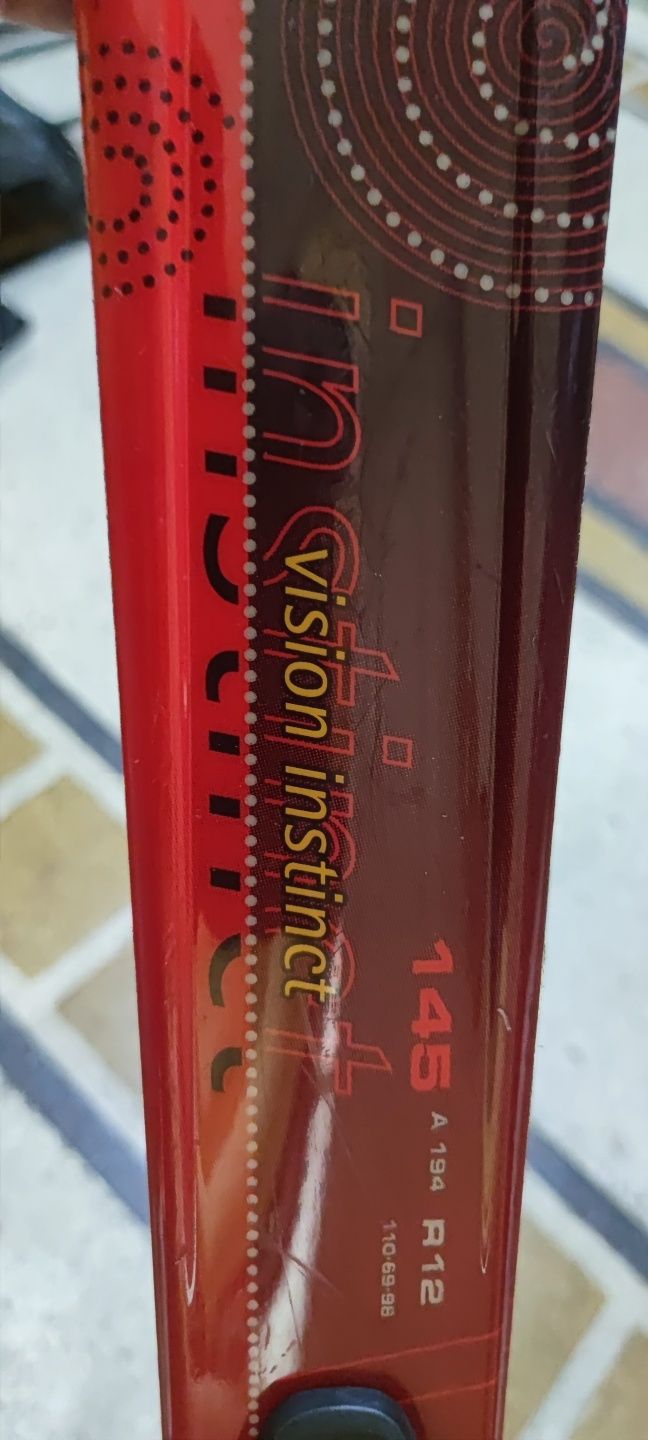 instinct
instinct
vision instinct
145 A 194 R12
110-69-98